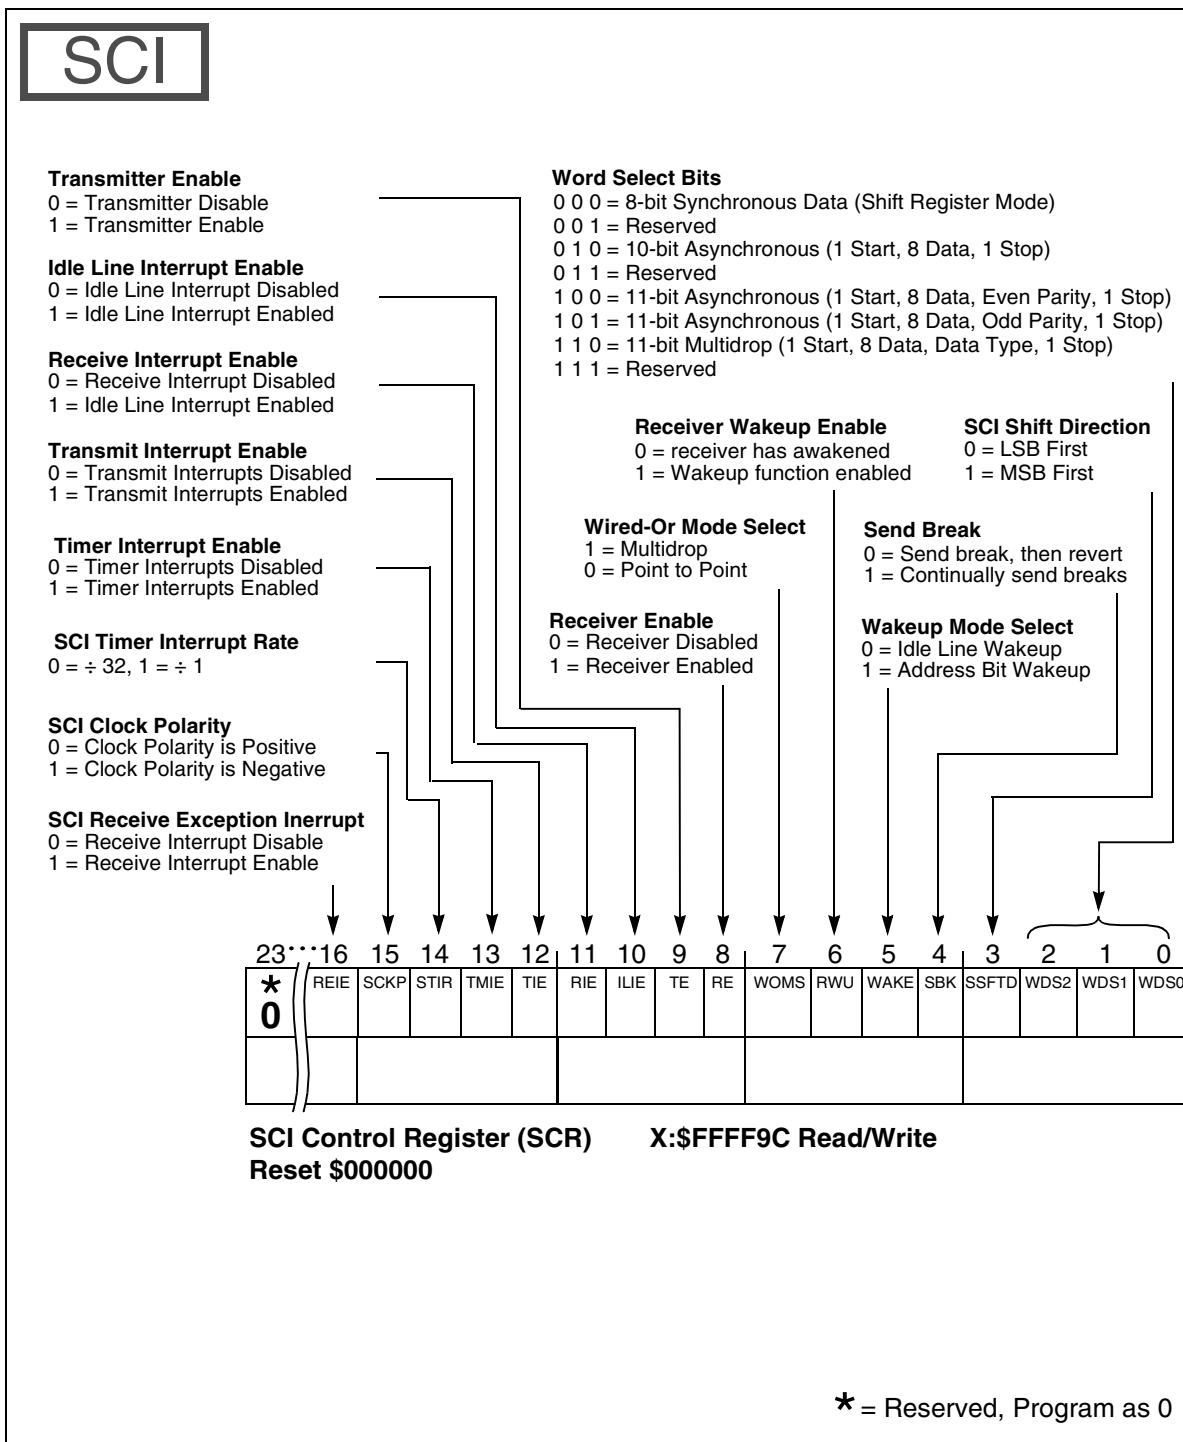 SCI
Transmitter Enable
0 = Transmitter Disable
1 = Transmitter Enable
Idle Line Interrupt Enable
0 = Idle Line Interrupt Disabled
1 = Idle Line Interrupt Enabled
Receive Interrupt Enable
0 = Receive Interrupt Disabled
1 = Idle Line Interrupt Enabled
Transmit Interrupt Enable
0 = Transmit Interrupts Disabled
1 = Transmit Interrupts Enabled
Timer Interrupt Enable
0 = Timer Interrupts Disabled
1 = Timer Interrupts Enabled
SCI Timer Interrupt Rate
0 = ÷ 32, 1 = ÷ 1
SCI Clock Polarity
0 = Clock Polarity is Positive
1 = Clock Polarity is Negative
SCI Receive Exception Inerrupt
0 = Receive Interrupt Disable
1 = Receive Interrupt Enable
Word Select Bits
0 0 0 = 8-bit Synchronous Data (Shift Register Mode)
0 0 1 = Reserved
0 1 0 = 10-bit Asynchronous (1 Start, 8 Data, 1 Stop)
0 1 1 = Reserved
1 0 0 = 11-bit Asynchronous (1 Start, 8 Data, Even Parity, 1 Stop)
1 0 1 = 11-bit Asynchronous (1 Start, 8 Data, Odd Parity, 1 Stop)
1 1 0 = 11-bit Multidrop (1 Start, 8 Data, Data Type, 1 Stop)
1 1 1 = Reserved
Receiver Wakeup Enable
0 = receiver has awakened
1 = Wakeup function enabled
SCI Shift Direction
0 = LSB First
1 = MSB First
Wired-Or Mode Select
1 = Multidrop
0 = Point to Point
Send Break
0 = Send break, then revert
1 = Continually send breaks
Receiver Enable
0 = Receiver Disabled
1 = Receiver Enabled
Wakeup Mode Select
0 = Idle Line Wakeup
1 = Address Bit Wakeup
23 ···· 16 15 14 13 12 11 10 9 8 7 6 5 4 3 2 1 0
* REIE SCKP STIR TMIE TIE RIE ILIE TE RE WOMS RWU WAKE SBK SSFTD WDS2 WDS1 WDS0
0
SCI Control Register (SCR) X:$FFFF9C Read/Write
Reset $000000
* = Reserved, Program as 0